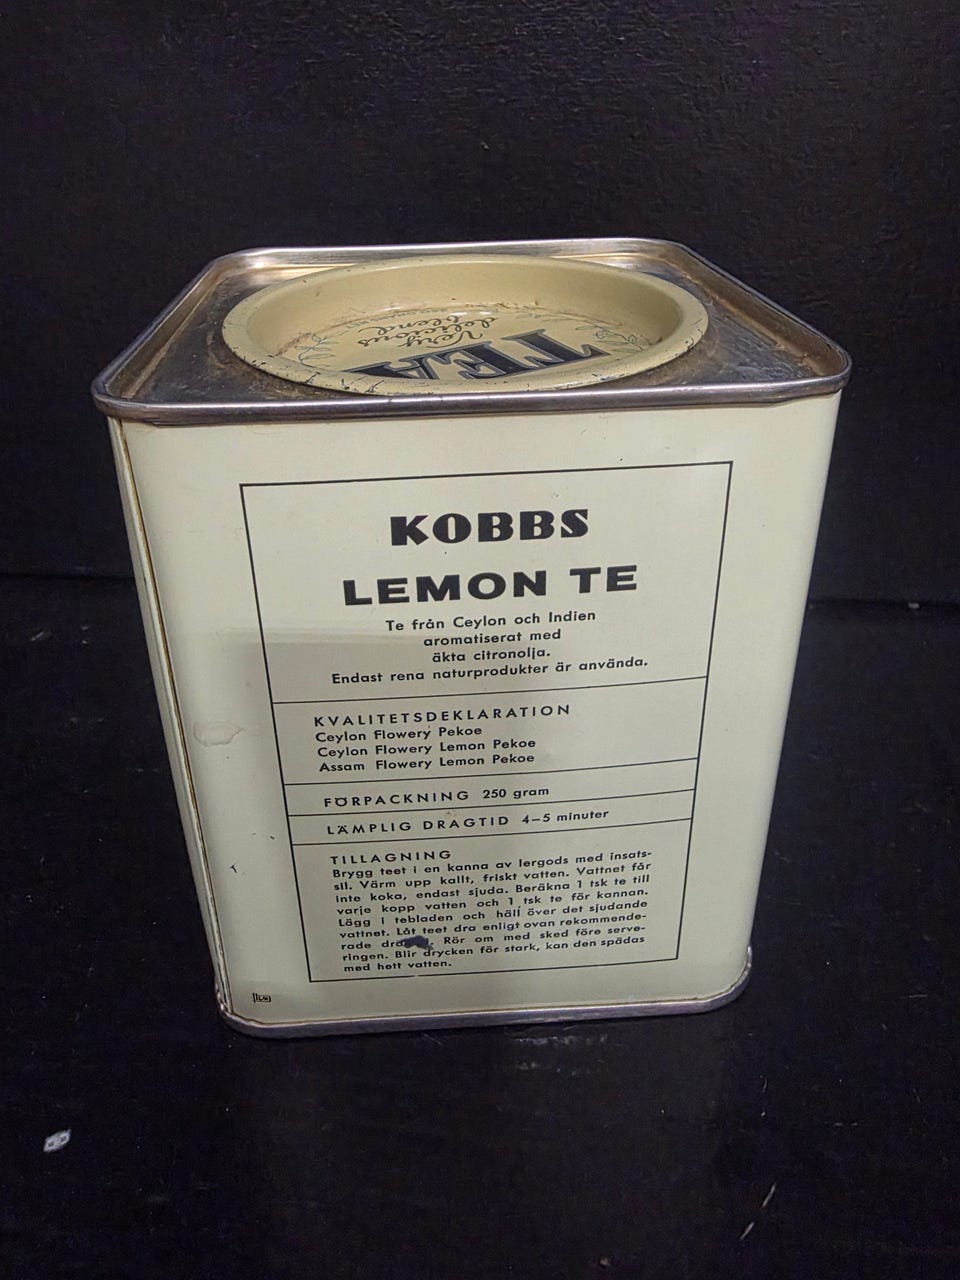 TEA
Very
delicious
blend
KOBBS
LEMON TE
Te från Ceylon och Indien
aromatiserat med
äkta citronolja.
Endast rena naturprodukter är använda.
KVALITETSDEKLARATION
Ceylon Flowery Pekoe
Ceylon Flowery Lemon Pekoe
Assam Flowery Lemon Pekoe
FÖRPACKNING 250 gram
LÄMPLIG DRAGTID 4–5 minuter
TILLAGNING
Brygg teet i en kanna av lergods med insats-
sil. Värm upp kallt, friskt vatten. Vattnet får
inte koka, endast sjuda. Beräkna 1 tsk te till
varje kopp vatten och 1 tsk te för kannan.
Lägg i tebladen och häll över det sjudande
vattnet. Låt teet dra enligt ovan rekommende-
rade Rör om med sked före serve-
ringen. Blir drycken för stark, kan den spädas
med hett vatten.